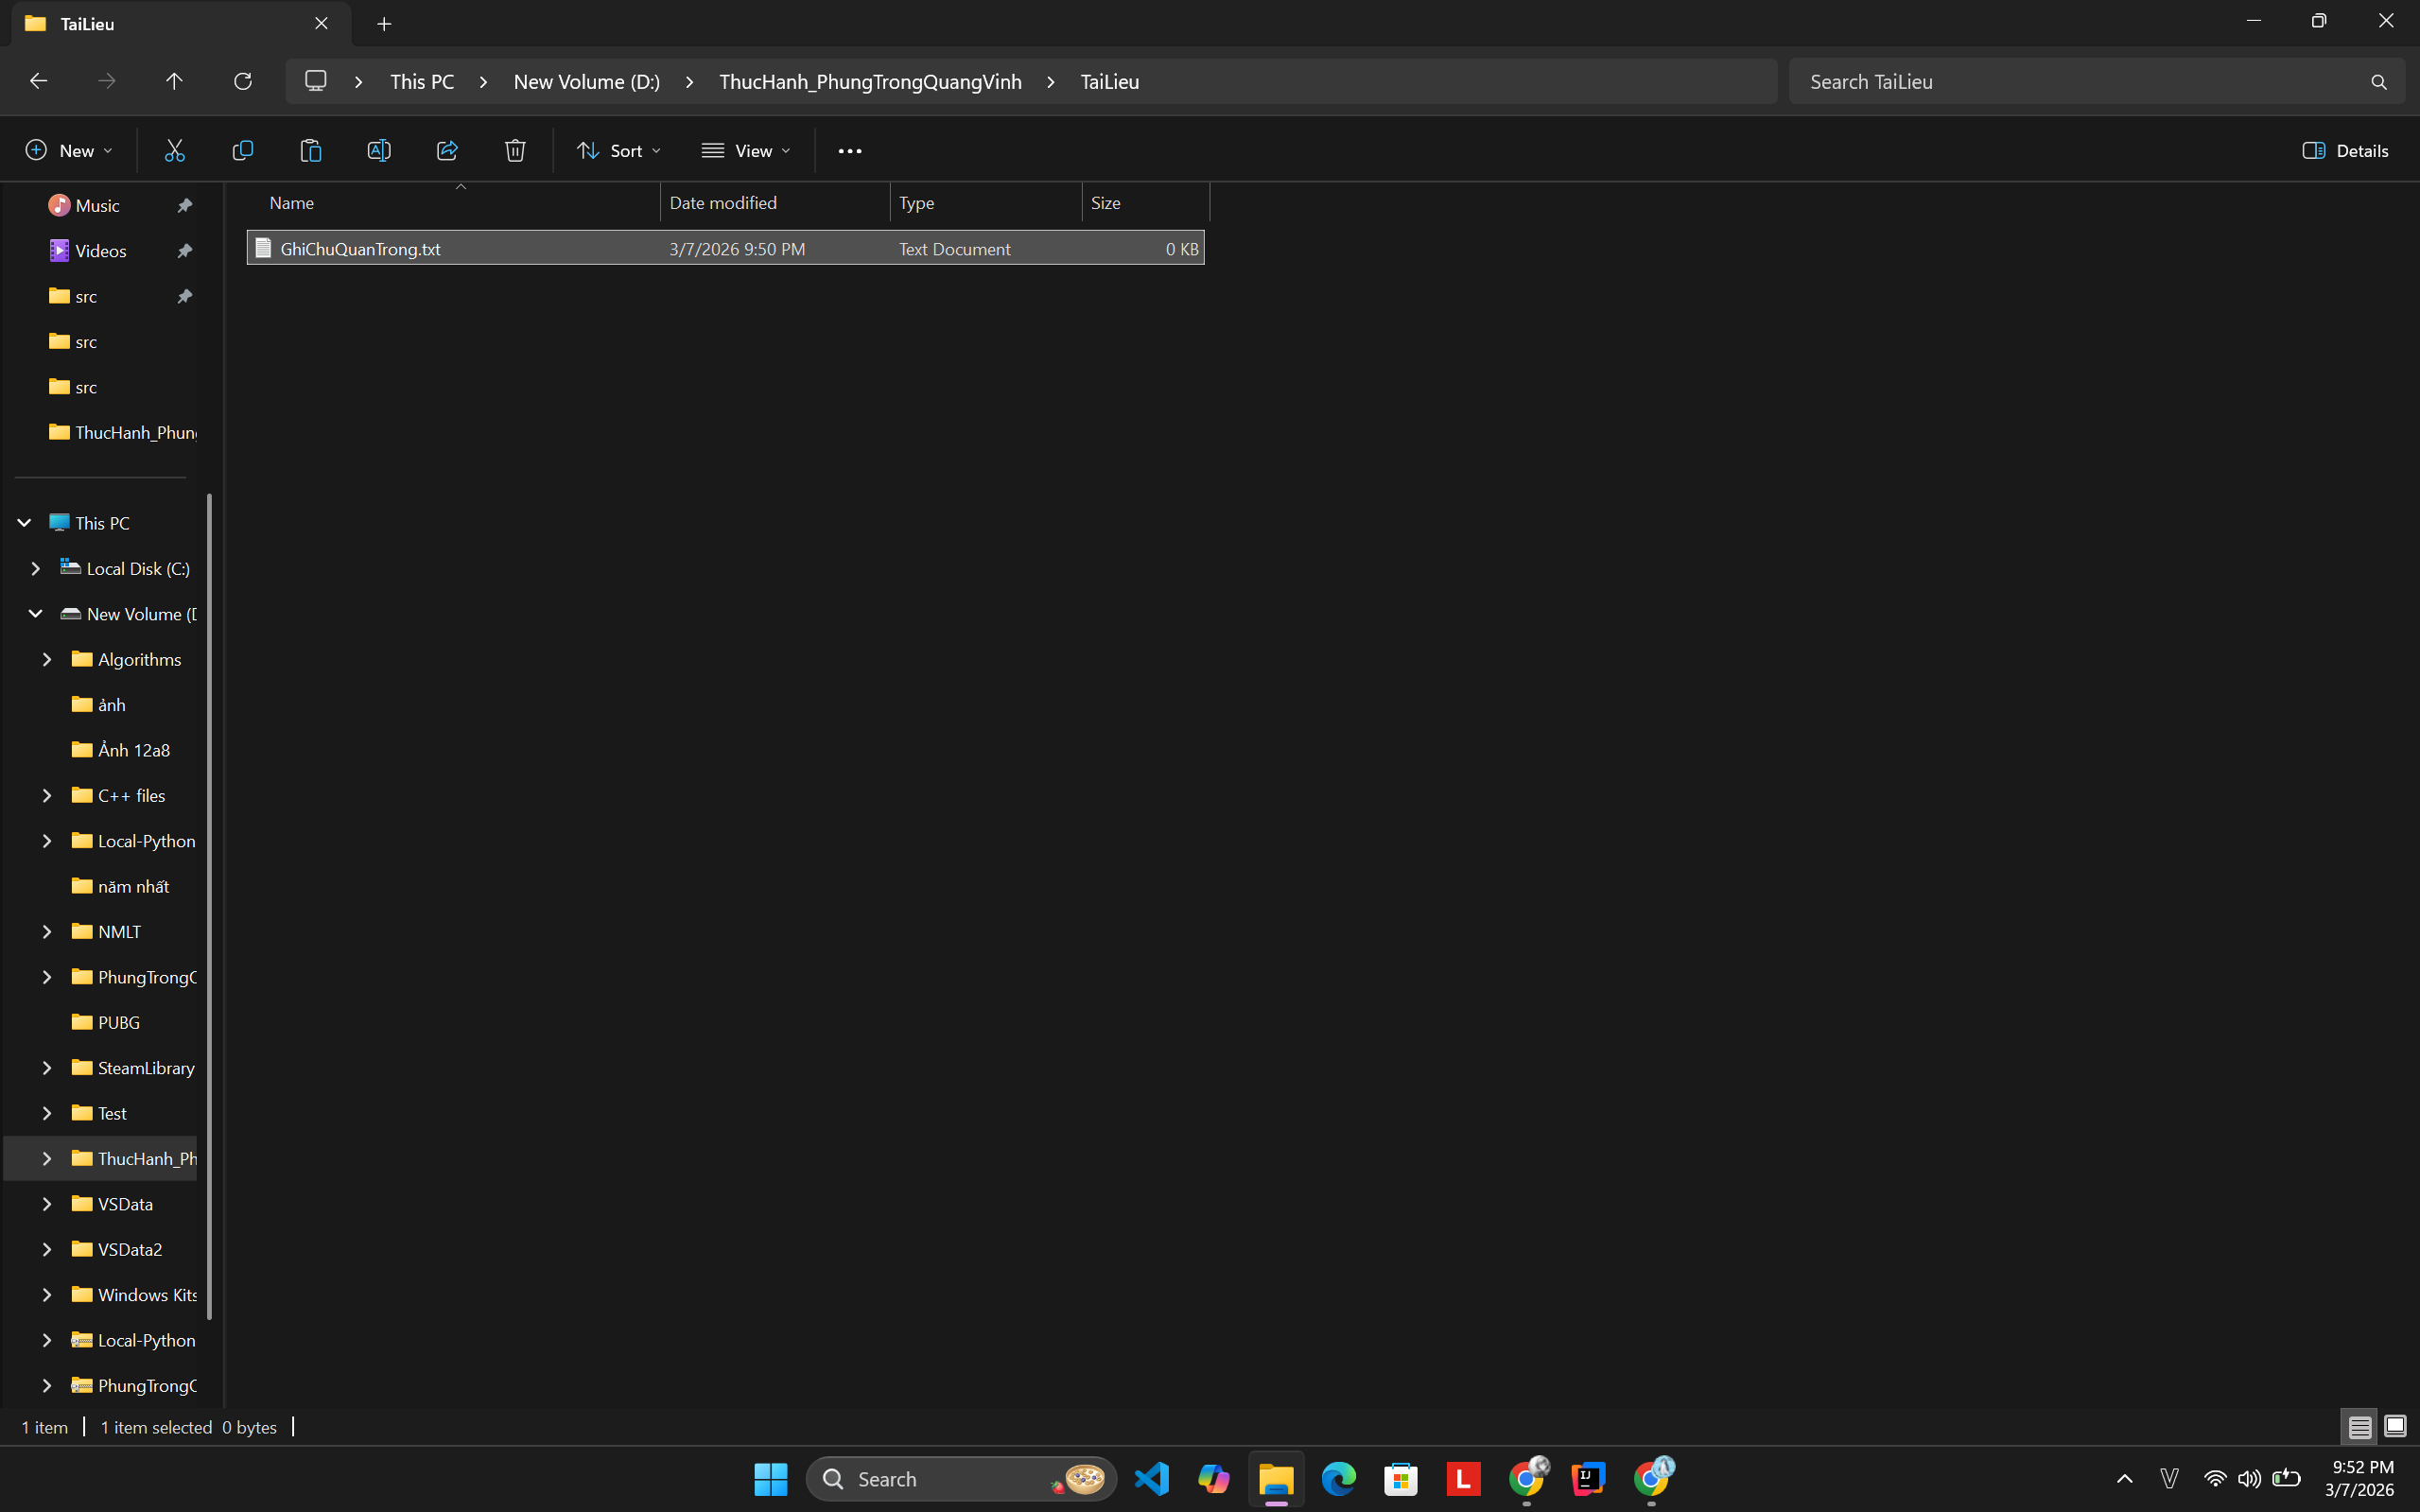 TaiLieu
This PC > New Volume (D:) > ThucHanh_PhungTrongQuangVinh > TaiLieu
Search TaiLieu
New
Sort
View
Details
Name
Date modified
Type
Size
GhiChuQuanTrong.txt 3/7/2026 9:50 PM Text Document 0 KB
Music
Videos
src
src
src
ThucHanh_Phun
This PC
Local Disk (C:)
New Volume (D
Algorithms
ảnh
Ảnh 12a8
C++ files
Local-Python
năm nhất
NMLT
PhungTrongQ
PUBG
SteamLibrary
Test
ThucHanh_Ph
VSData
VSData2
Windows Kits
Local-Python
PhungTrongQ
1 item 1 item selected 0 bytes
Search
L
IJ
V
9:52 PM
3/7/2026